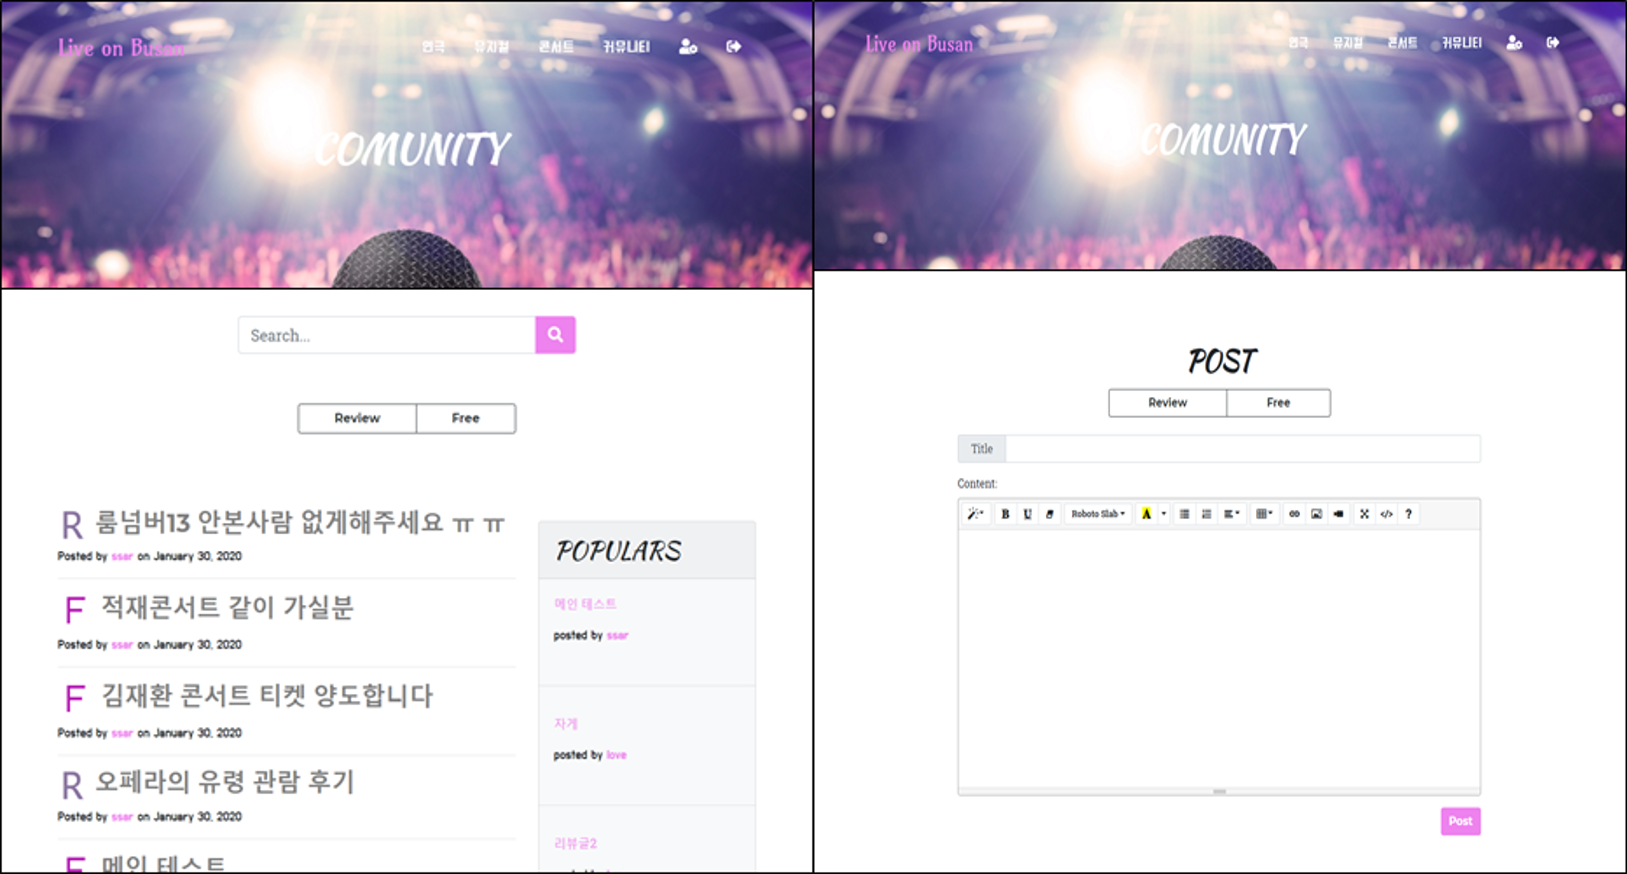 Live on Busan
연극 뮤지컬 콘서트 커뮤니티
COMUNITY
Search...
Review Free
R 룸넘버13 안본사람 없게해주세요 ㅠ ㅠ
Posted by ssar on January 30, 2020
F 적재콘서트 같이 가실분
Posted by ssar on January 30, 2020
F 김재환 콘서트 티켓 양도합니다
Posted by ssar on January 30, 2020
R 오페라의 유령 관람 후기
Posted by ssar on January 30, 2020
F 메인 테스트
POPULARS
메인 테스트
posted by ssar
자게
posted by love
리뷰글2
Live on Busan
연극 뮤지컬 콘서트 커뮤니티
COMUNITY
POST
Review Free
Title
Content:
B U Roboto Slab A </> ?
Post